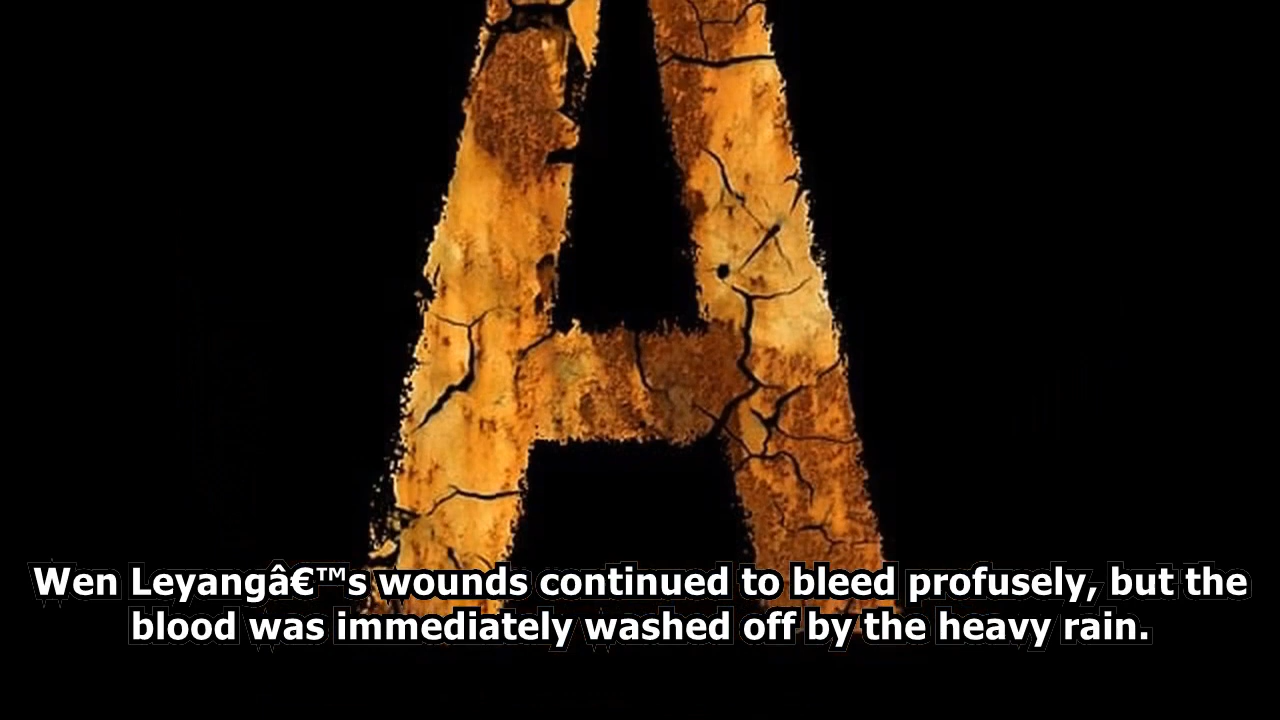 A
Wen Leyangâ€™s wounds continued to bleed profusely, but the
blood was immediately washed off by the heavy rain.